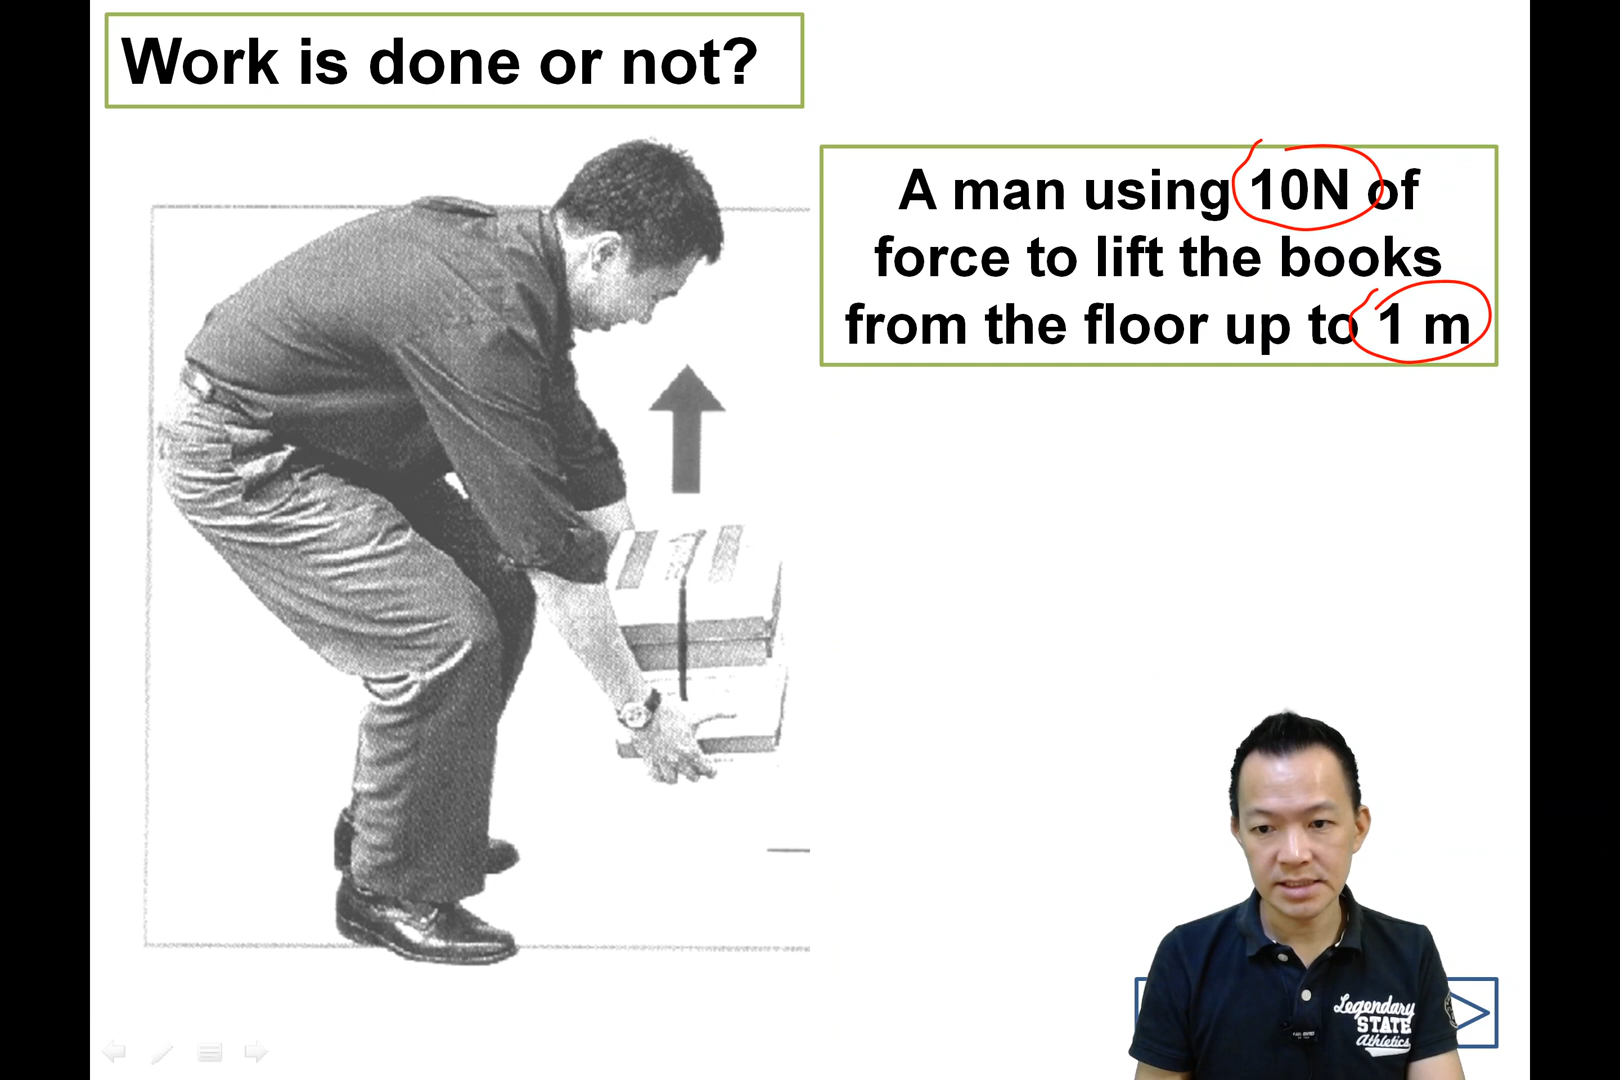 Work is done or not?
A man using 10N of
force to lift the books
from the floor up to 1 m
Legendary
STATE
Athletics